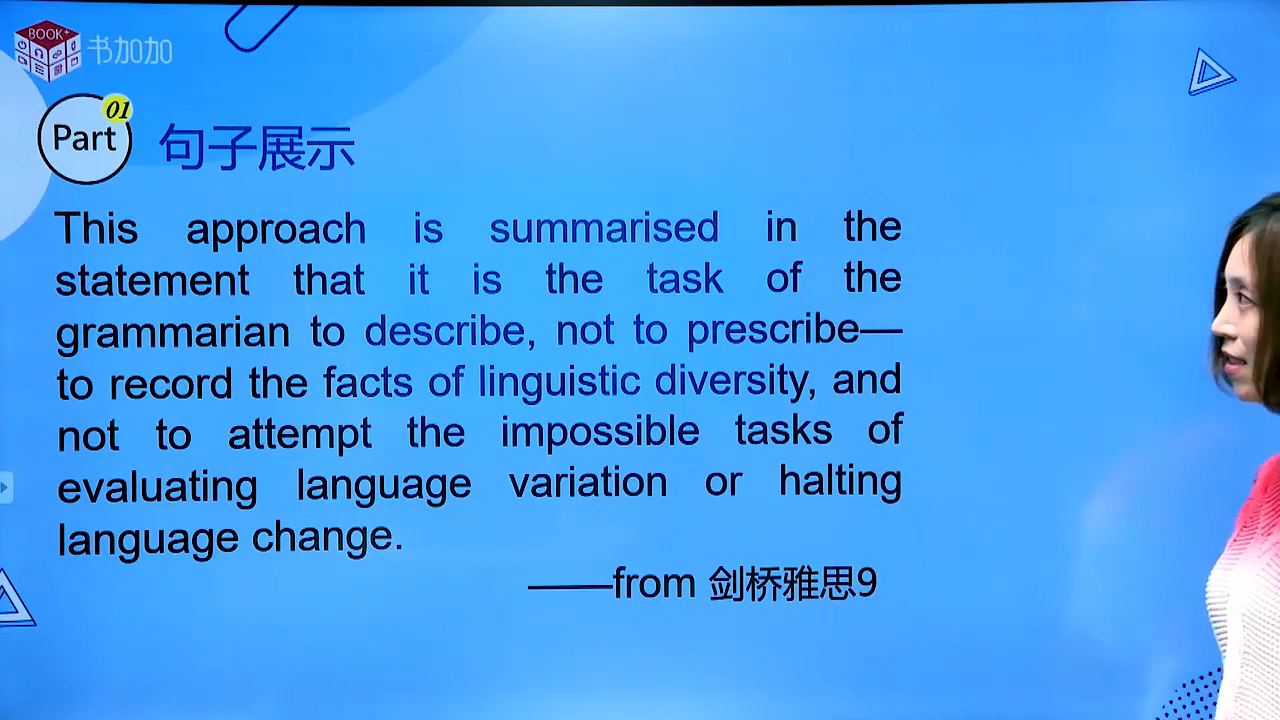 BOOK+
书加加
01
Part
句子展示
This approach is summarised in the
statement that it is the task of the
grammarian to describe, not to prescribe—
to record the facts of linguistic diversity, and
not to attempt the impossible tasks of
evaluating language variation or halting
language change.
——from 剑桥雅思9